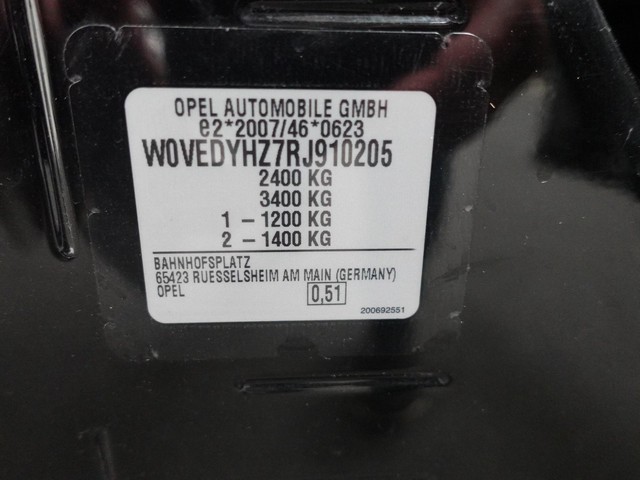 OPEL AUTOMOBILE GMBH
e2*2007/46*0623
W0VEDYHZ7RJ910205
2400 KG
3400 KG
1 - 1200 KG
2 - 1400 KG
BAHNHOFSPLATZ
65423 RUESSELSHEIM AM MAIN (GERMANY)
OPEL 0,51
200692551